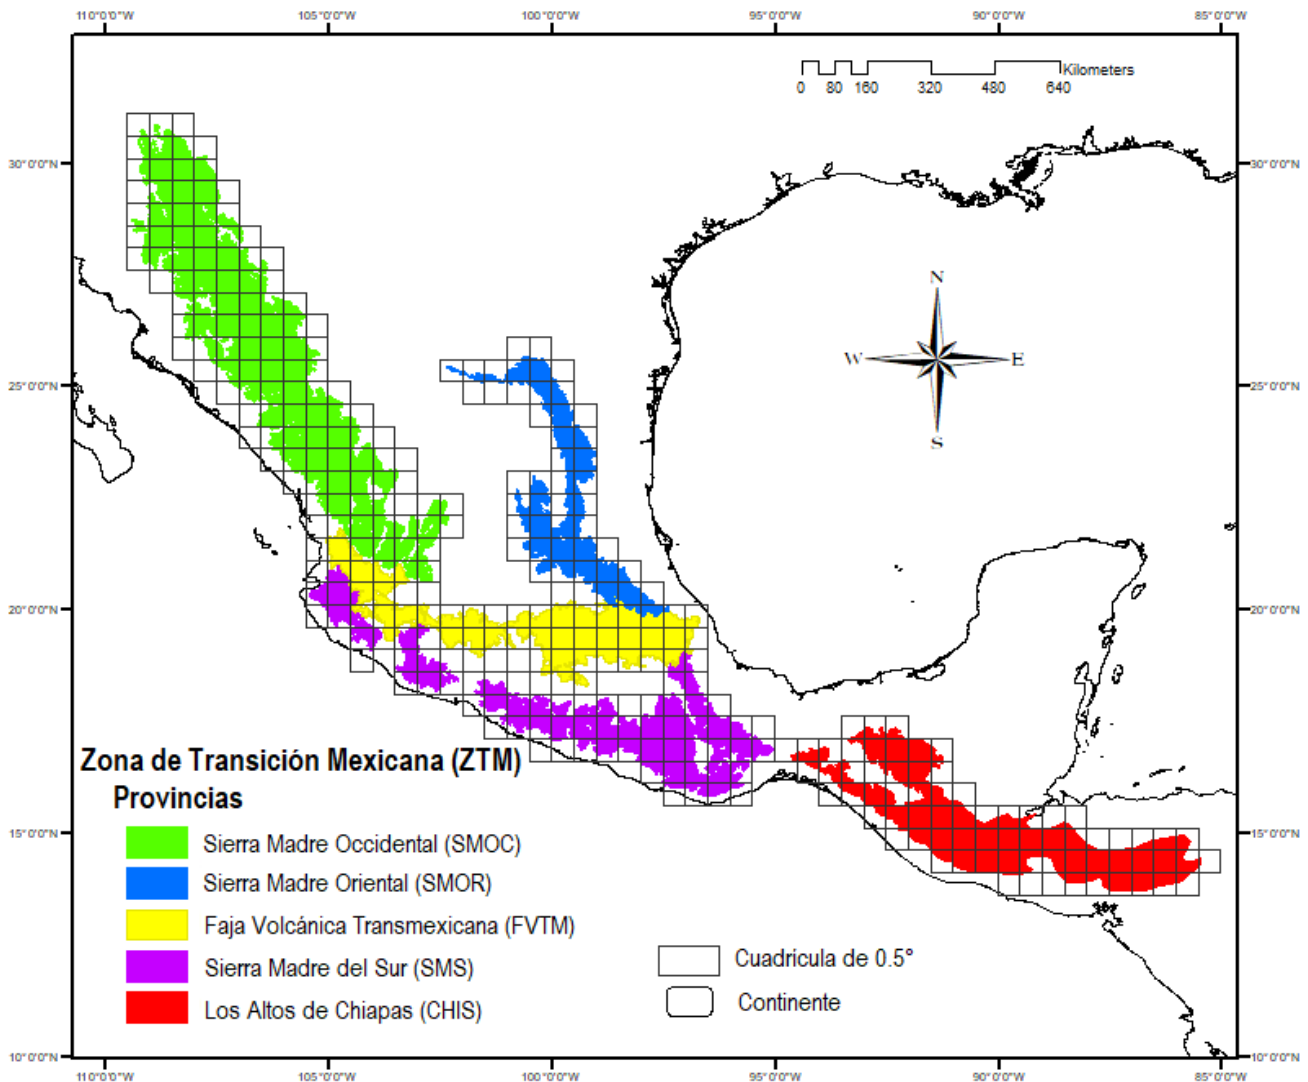 110°0'0"W 105°0'0"W 100°0'0"W 95°0'0"W 90°0'0"W 85°0'0"W
Kilometers
0 80 160 320 480 640
30°0'0"N 30°0'0"N
N
W E
S
25°0'0"N 25°0'0"N
20°0'0"N 20°0'0"N
Zona de Transición Mexicana (ZTM)
Provincias
15°0'0"N 15°0'0"N
Sierra Madre Occidental (SMOC)
Sierra Madre Oriental (SMOR)
Faja Volcánica Transmexicana (FVTM)
Sierra Madre del Sur (SMS)
Los Altos de Chiapas (CHIS)
Cuadrícula de 0.5°
Continente
10°0'0"N 10°0'0"N
110°0'0"W 105°0'0"W 100°0'0"W 95°0'0"W 90°0'0"W 85°0'0"W